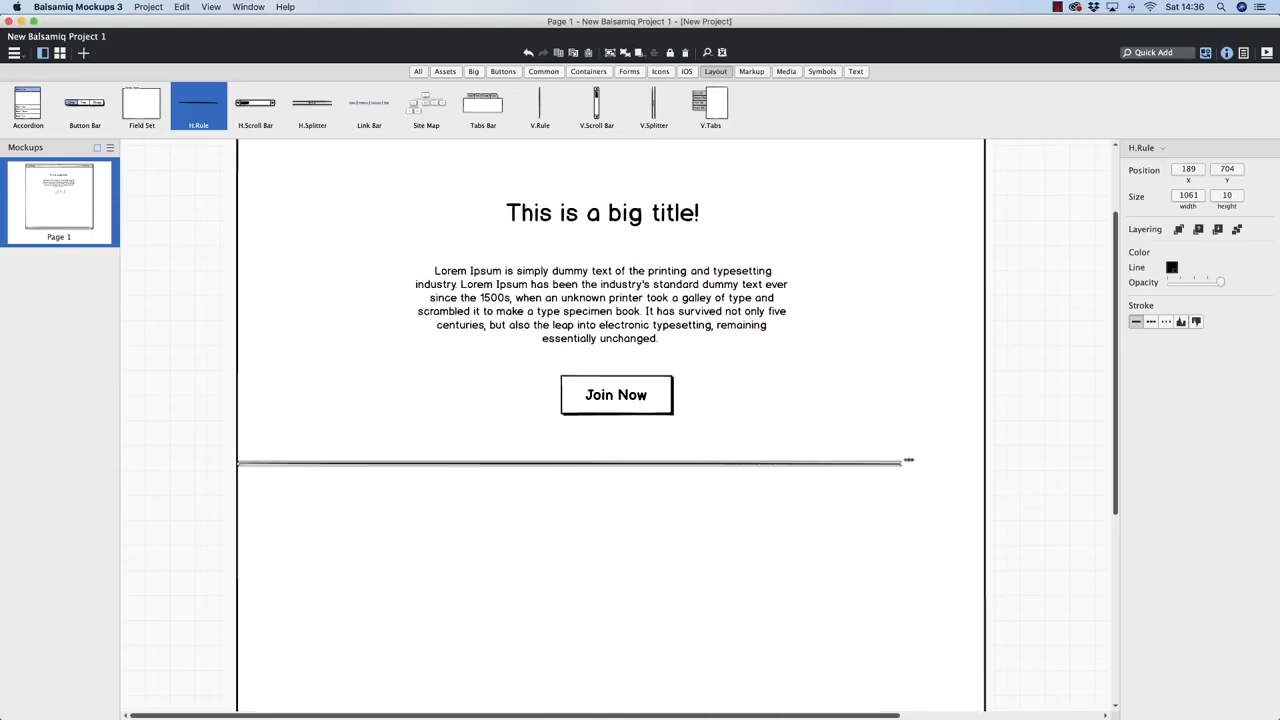 Balsamiq Mockups 3 Project Edit View Window Help Sat 14:36
Page 1 - New Balsamiq Project 1 - [New Project]
New Balsamiq Project 1
Quick Add
All Assets Big Buttons Common Containers Forms Icons iOS Layout Markup Media Symbols Text
Accordion Button Bar Field Set H.Rule H.Scroll Bar H.Splitter Link Bar Site Map Tabs Bar V.Rule V.Scroll Bar V.Splitter V.Tabs
Mockups
Page 1
This is a big title!
Lorem Ipsum is simply dummy text of the printing and typesetting
industry. Lorem Ipsum has been the industry's standard dummy text ever
since the 1500s, when an unknown printer took a galley of type and
scrambled it to make a type specimen book. It has survived not only five
centuries, but also the leap into electronic typesetting, remaining
essentially unchanged.
Join Now
H.Rule
Position 189 704
X Y
Size 1061 10
width height
Layering
Color
Line
Opacity
Stroke